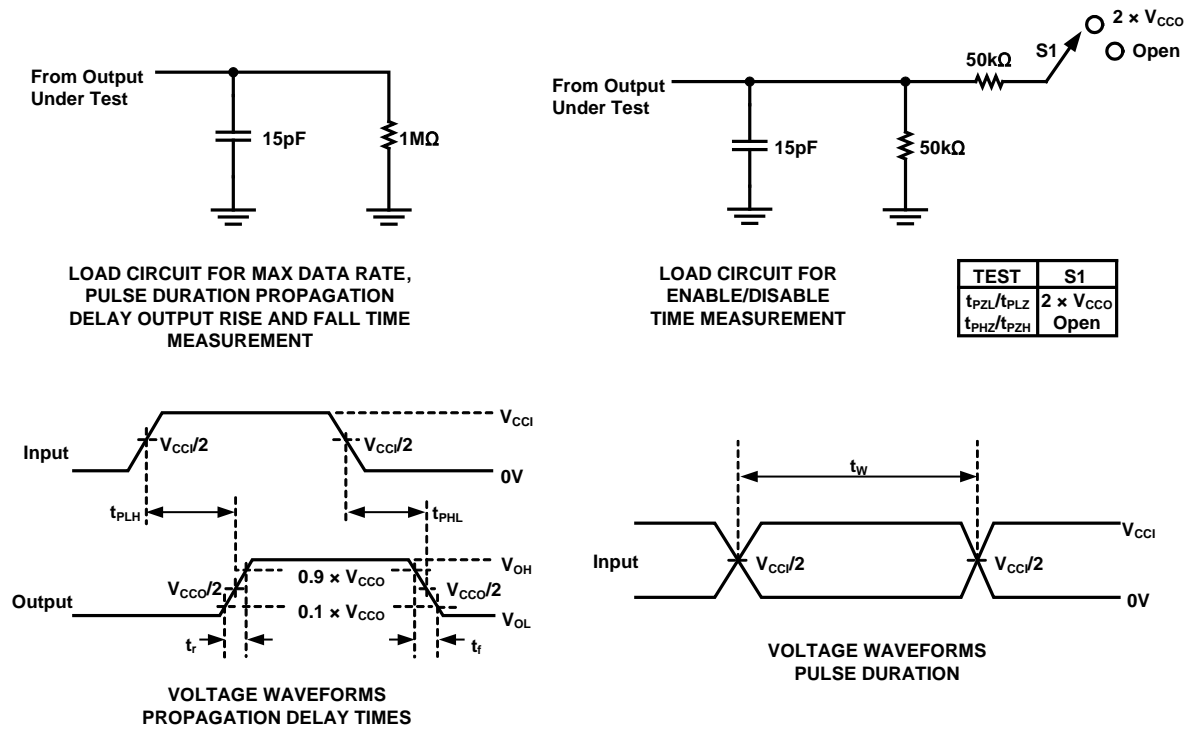 From Output
Under Test
15pF
1MΩ
LOAD CIRCUIT FOR MAX DATA RATE,
PULSE DURATION PROPAGATION
DELAY OUTPUT RISE AND FALL TIME
MEASUREMENT
2 × VCCO
S1
Open
50kΩ
From Output
Under Test
15pF
50kΩ
LOAD CIRCUIT FOR
ENABLE/DISABLE
TIME MEASUREMENT
TEST S1
tPZL/tPLZ 2 × VCCO
tPHZ/tPZH Open
Input
VCCI/2
VCCI/2
VCCI
0V
tPLH
tPHL
Output
VCCO/2
0.9 × VCCO
0.1 × VCCO
VCCO/2
VOH
VOL
tr
tf
VOLTAGE WAVEFORMS
PROPAGATION DELAY TIMES
tW
Input
VCCI/2
VCCI/2
VCCI
0V
VOLTAGE WAVEFORMS
PULSE DURATION